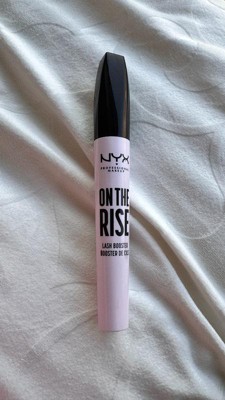 NYX
PROFESSIONAL
MAKEUP
ON THE
RISE
LASH BOOSTER
BOOSTER DE